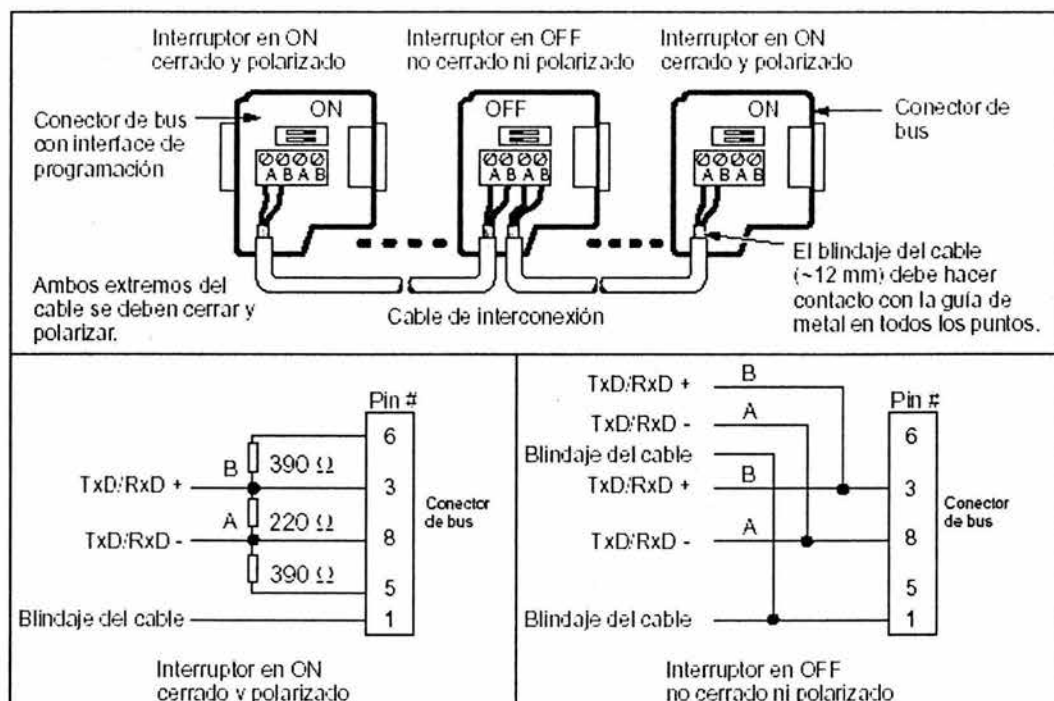 Interruptor en ON
cerrado y polarizado
Interruptor en OFF
no cerrado ni polarizado
Interruptor en ON
cerrado y polarizado
Conector de bus
con interface de
programación
ON
A B A B
OFF
A B A B
ON
A B A B
Conector de
bus
Ambos extremos del
cable se deben cerrar y
polarizar.
Cable de interconexión
El blindaje del cable
(~12 mm) debe hacer
contacto con la guía de
metal en todos los puntos.
Pin #
6
390 Ω
B
TxD/RxD +
3
A
220 Ω
TxD/RxD -
8
390 Ω
5
Blindaje del cable
1
Conector
de bus
Interruptor en ON
cerrado y polarizado
TxD/RxD +
B
Pin #
TxD/RxD -
A
6
Blindaje del cable
TxD/RxD +
B
3
Conector
de bus
TxD/RxD -
A
8
5
Blindaje del cable
1
Interruptor en OFF
no cerrado ni polarizado